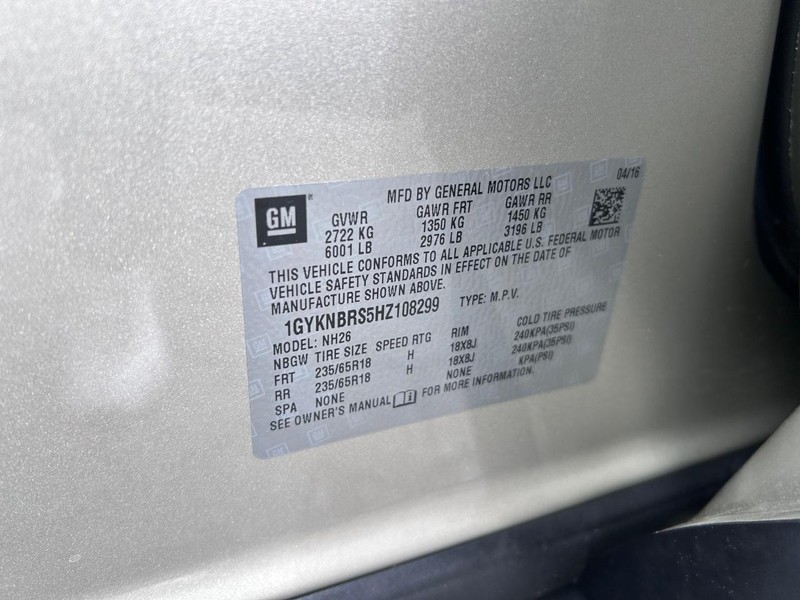 GM
MFD BY GENERAL MOTORS LLC
04/16
GVWR GAWR FRT GAWR RR
2722 KG 1350 KG 1450 KG
6001 LB 2976 LB 3196 LB
THIS VEHICLE CONFORMS TO ALL APPLICABLE U.S. FEDERAL MOTOR
VEHICLE SAFETY STANDARDS IN EFFECT ON THE DATE OF
MANUFACTURE SHOWN ABOVE.
1GYKNBRS5HZ108299 TYPE: M.P.V.
MODEL: NH26
NBGW TIRE SIZE SPEED RTG RIM COLD TIRE PRESSURE
FRT 235/65R18 H 18X8J 240KPA(35PSI)
RR 235/65R18 H 18X8J 240KPA(35PSI)
SPA NONE NONE KPA(PSI)
SEE OWNER'S MANUAL FOR MORE INFORMATION.